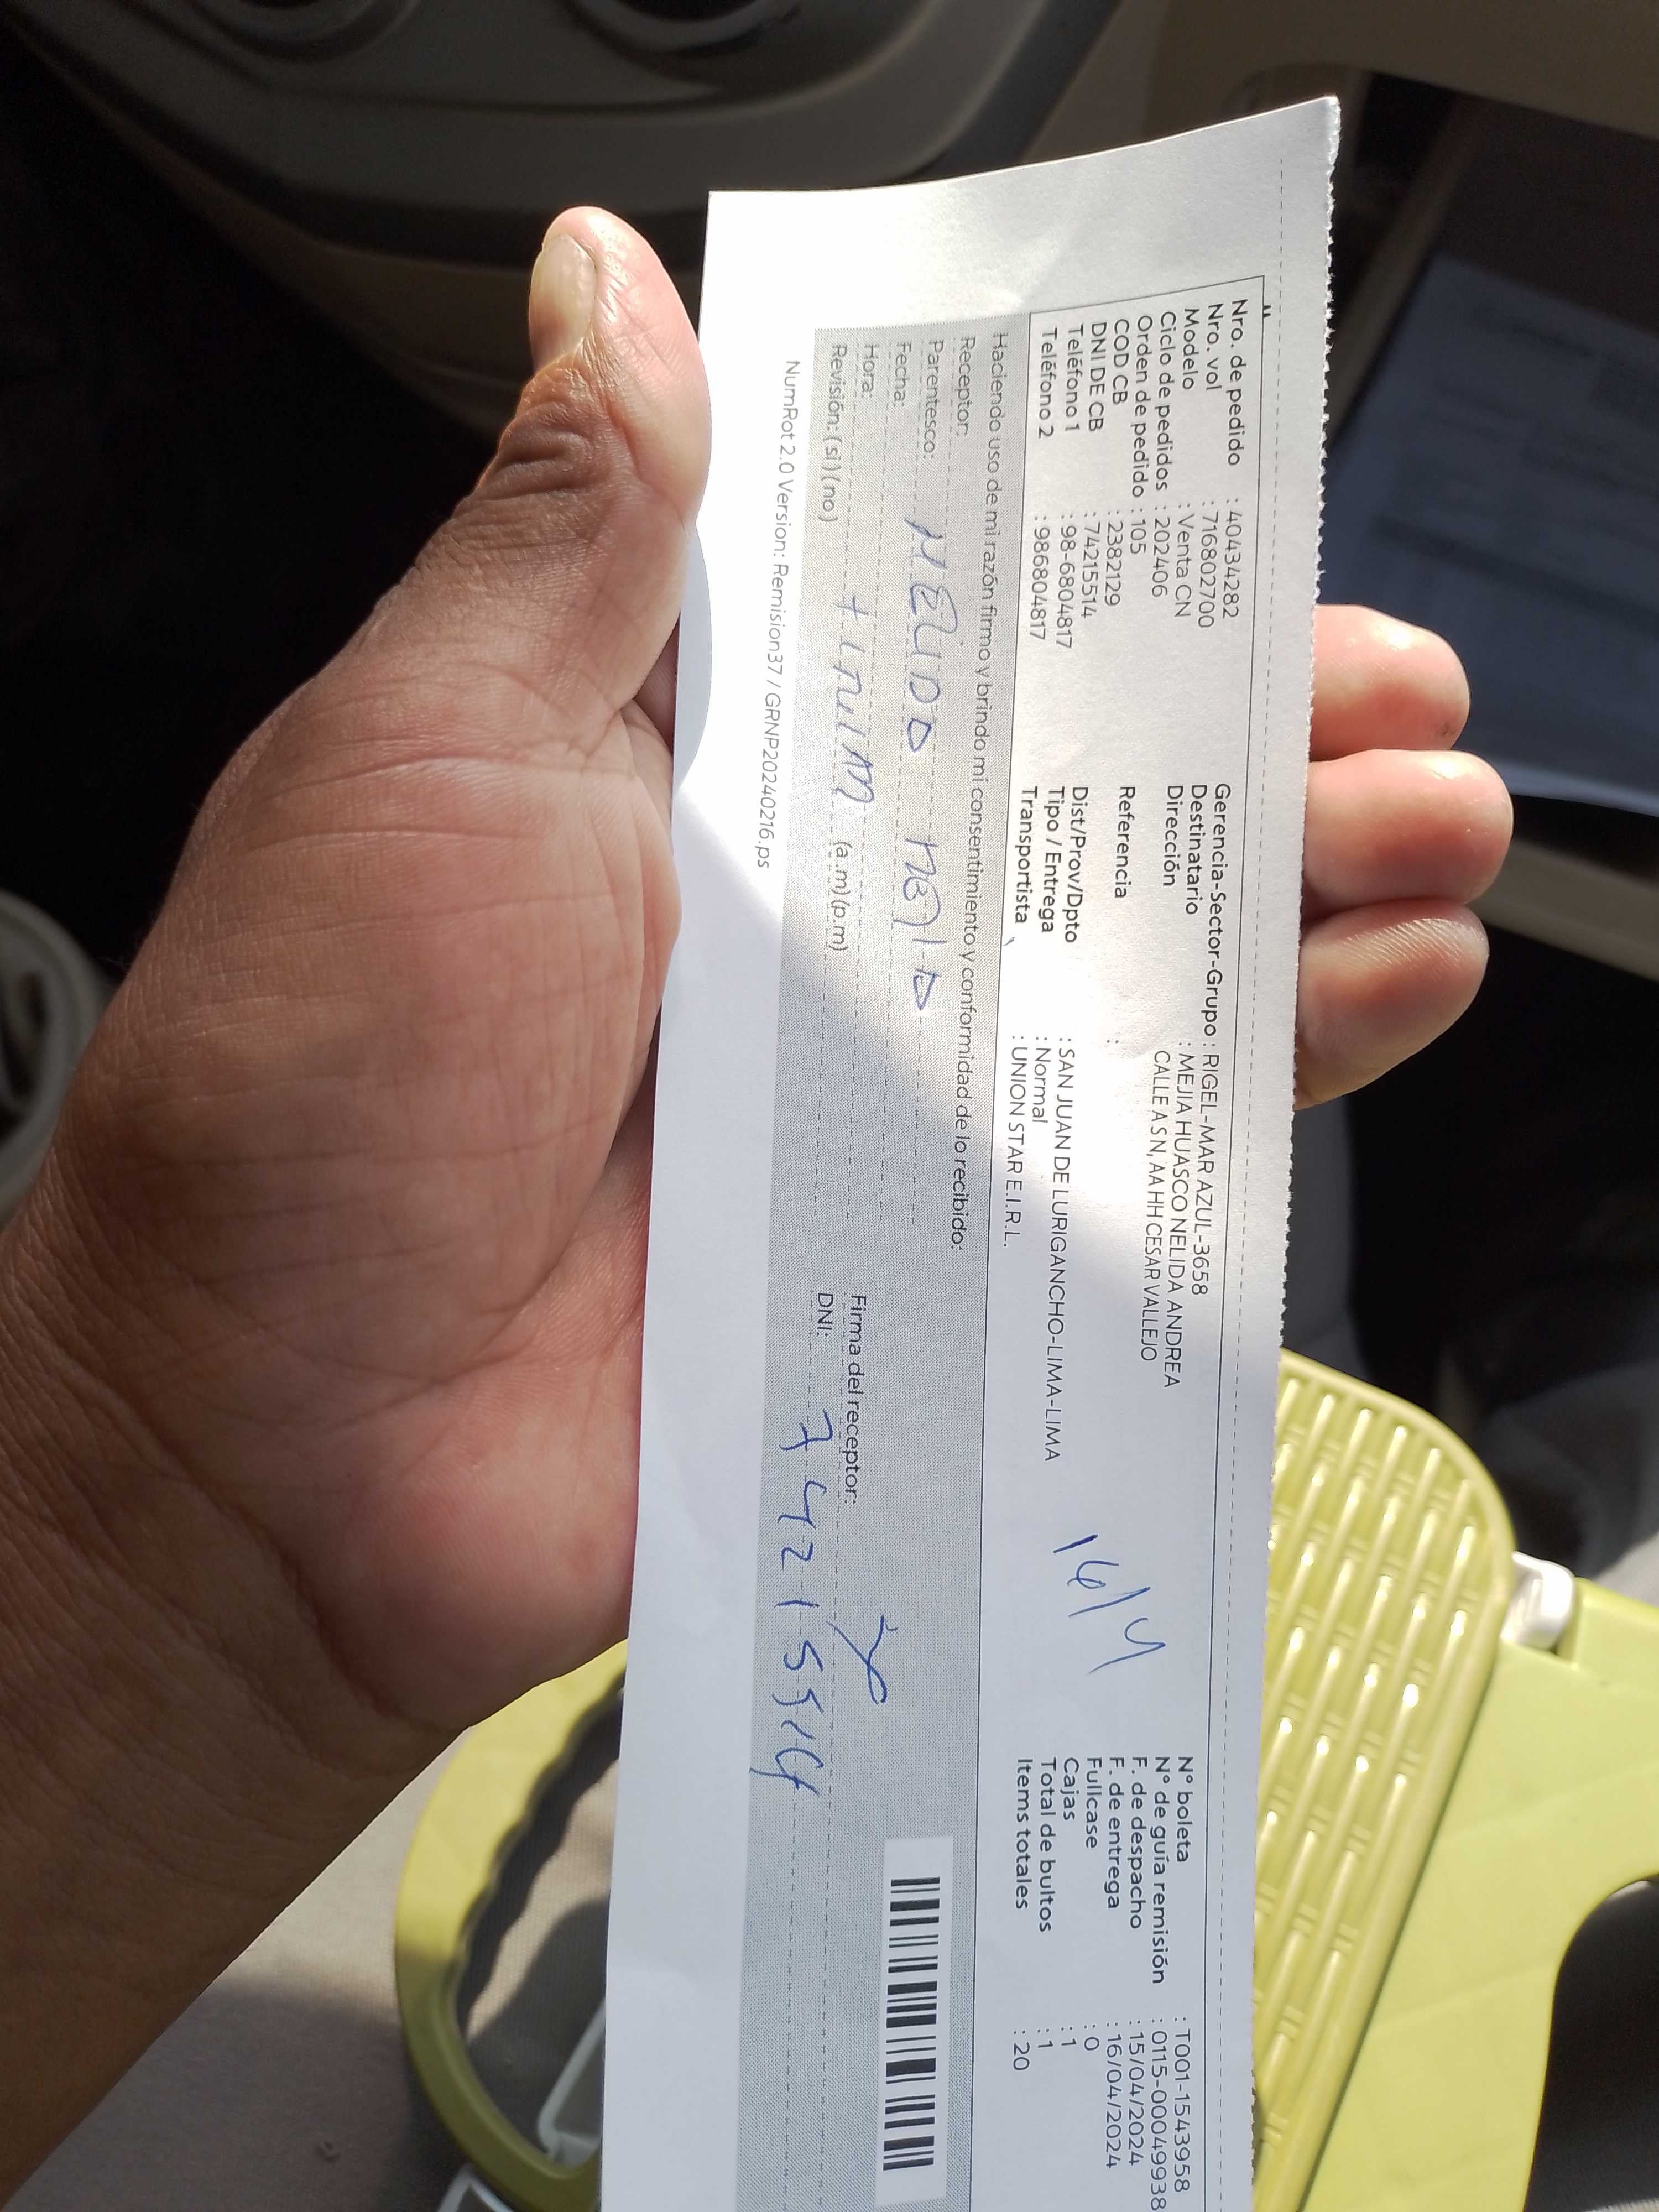 Nro. de pedido : 40434282
Nro. vol : 716802700
Modelo : Venta CN
Ciclo de pedidos : 202406
Orden de pedido : 105
COD CB : 2382129
DNI DE CB : 74215514
Teléfono 1 : 98-6804817
Teléfono 2 : 986804817
Gerencia-Sector-Grupo : RIGEL-MAR AZUL-3658
Destinatario : MEJIA HUASCO NELIDA ANDREA
Dirección CALLE A S N, AA HH CESAR VALLEJO
Referencia :
Dist/Prov/Dpto : SAN JUAN DE LURIGANCHO-LIMA-LIMA
Tipo / Entrega : Normal
Transportista : UNION STAR E.I.R.L.
16/4
N° boleta : T001-1543958
N° de guía remisión : 0115-00049938
F. de despacho : 15/04/2024
F. de entrega : 16/04/2024
Fullcase : 0
Cajas : 1
Total de bultos : 1
Items totales : 20
Haciendo uso de mi razón firmo y brindo mi consentimiento y conformidad de lo recibido:
Receptor:
Parentesco:
Fecha:
Hora: (a.m)(p.m)
Revisión: (si)(no)
Firma del receptor:
DNI: 74215514
NumRot 2.0 Version: Remision37 / GRNP20240216.ps